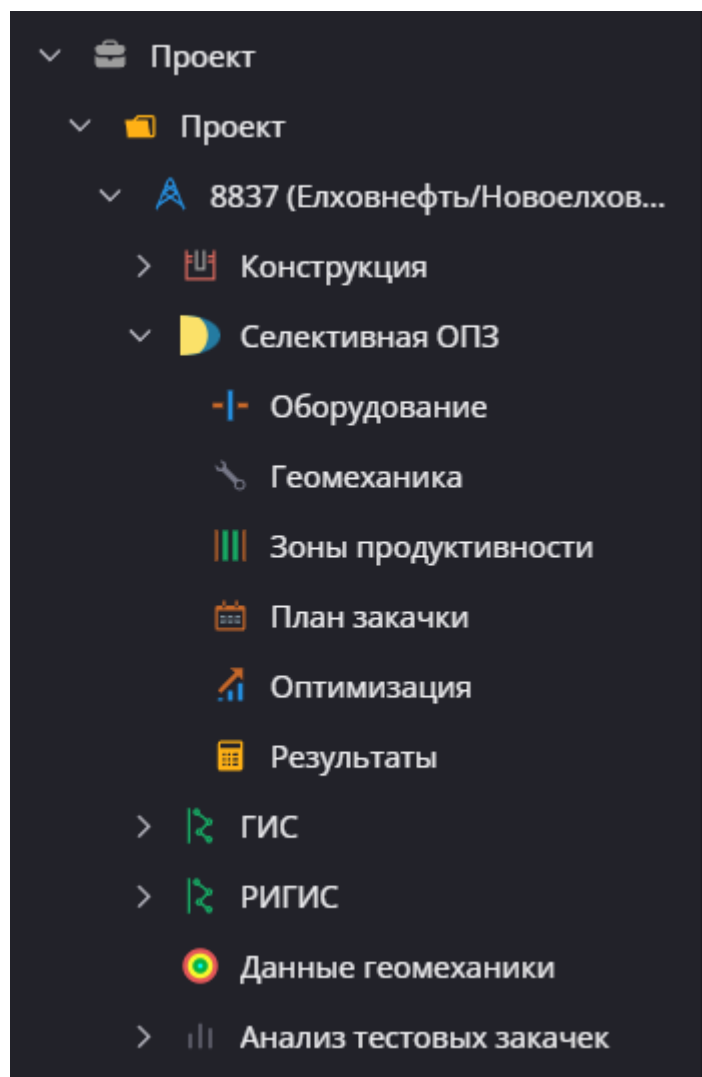 Проект
Проект
8837 (Елховнефть/Новоелхов...
Конструкция
Селективная ОПЗ
Оборудование
Геомеханика
Зоны продуктивности
План закачки
Оптимизация
Результаты
ГИС
РИГИС
Данные геомеханики
Анализ тестовых закачек